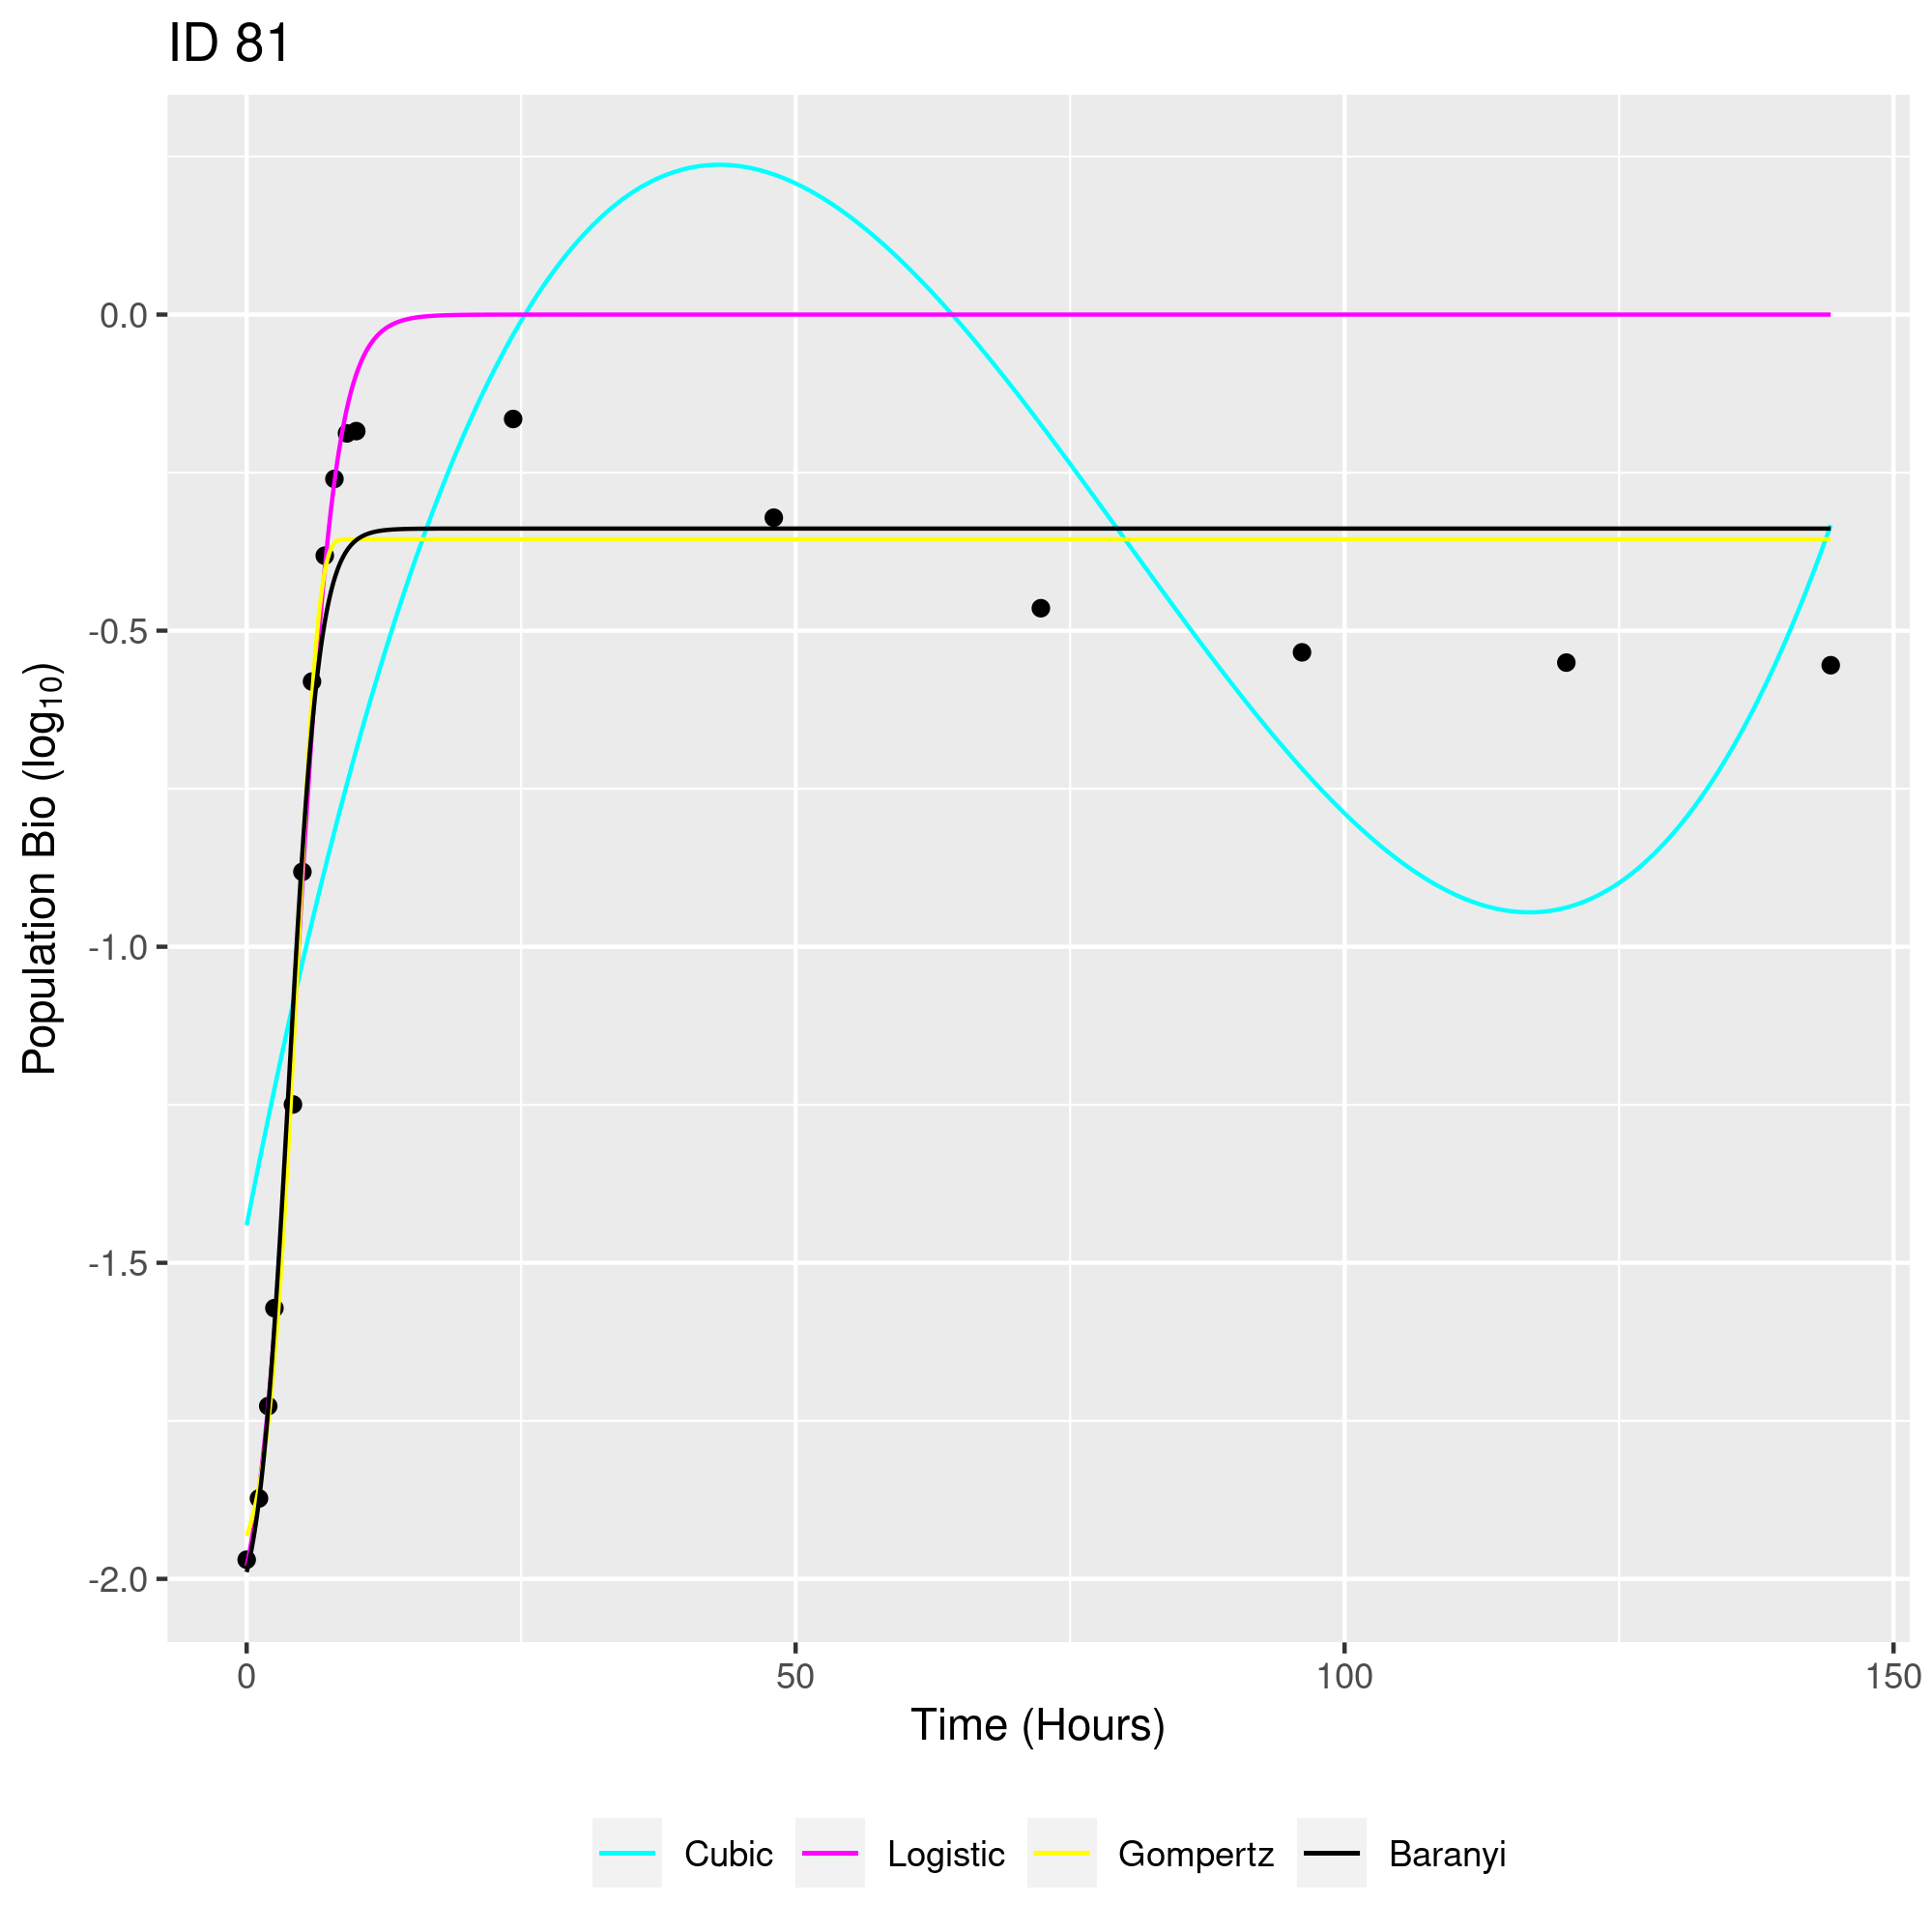 ID 81
Population Bio (log₁₀)
0.0
-0.5
-1.0
-1.5
-2.0
0 50 100 150
Time (Hours)
Cubic Logistic Gompertz Baranyi